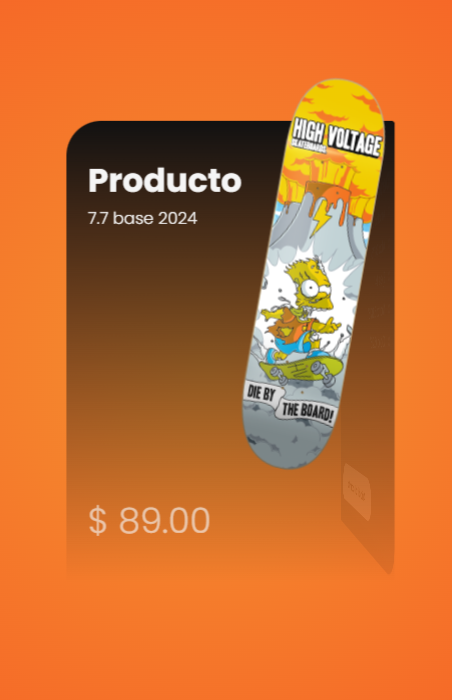 HIGH VOLTAGE
SKATEBOARDS
Producto
7.7 base 2024
DIE BY
THE BOARD!
$ 89.00